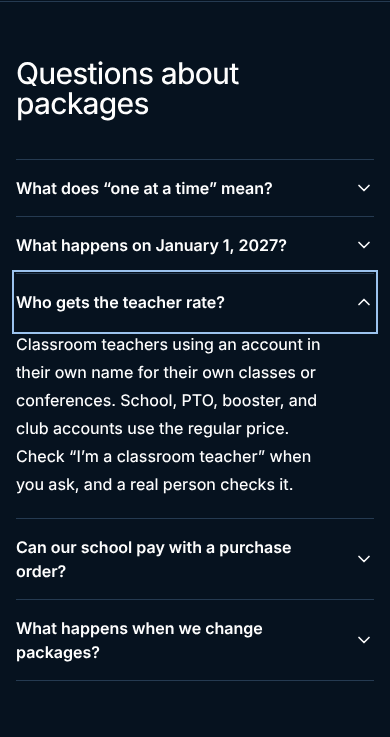 Questions about
packages
What does “one at a time” mean?
What happens on January 1, 2027?
Who gets the teacher rate?
Classroom teachers using an account in
their own name for their own classes or
conferences. School, PTO, booster, and
club accounts use the regular price.
Check “I’m a classroom teacher” when
you ask, and a real person checks it.
Can our school pay with a purchase
order?
What happens when we change
packages?